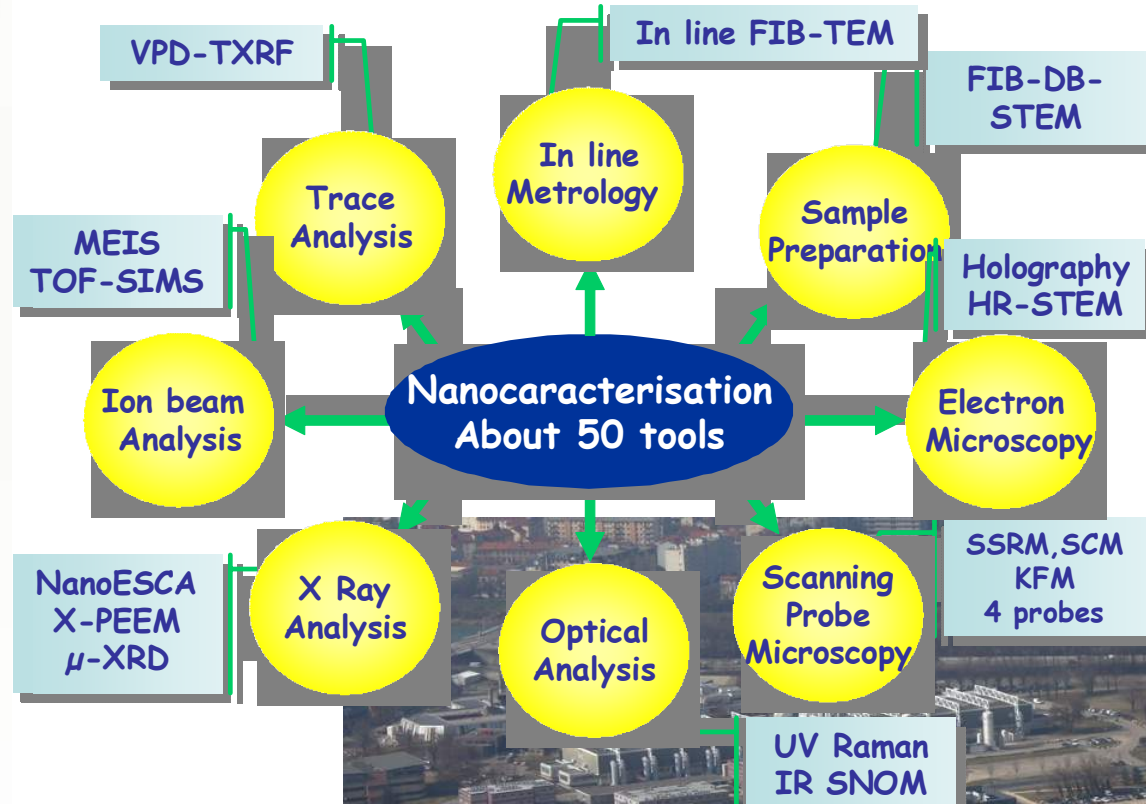 VPD-TXRF
In line FIB-TEM
FIB-DB-
STEM
In line
Metrology
Trace
Analysis
Sample
Preparation
MEIS
TOF-SIMS
Holography
HR-STEM
Ion beam
Analysis
Nanocaracterisation
About 50 tools
Electron
Microscopy
NanoESCA
X-PEEM
µ-XRD
X Ray
Analysis
Optical
Analysis
Scanning
Probe
Microscopy
SSRM,SCM
KFM
4 probes
UV Raman
IR SNOM